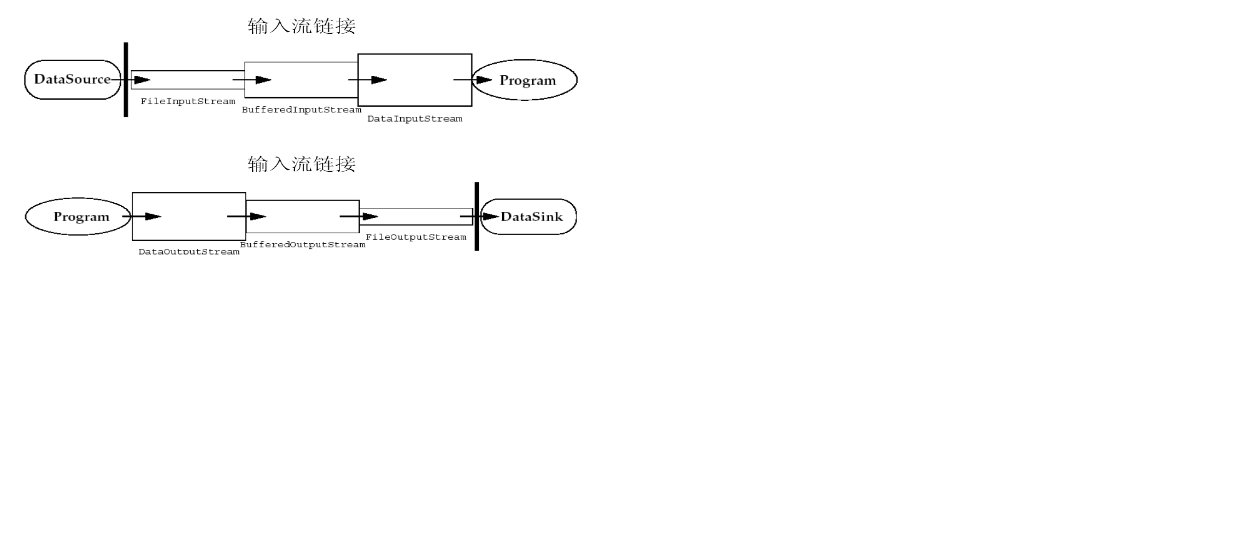 输入流链接
DataSource
Program
FileInputStream
BufferedInputStream
DataInputStream
输入流链接
Program
DataSink
FileOutputStream
BufferedOutputStream
DataOutputStream